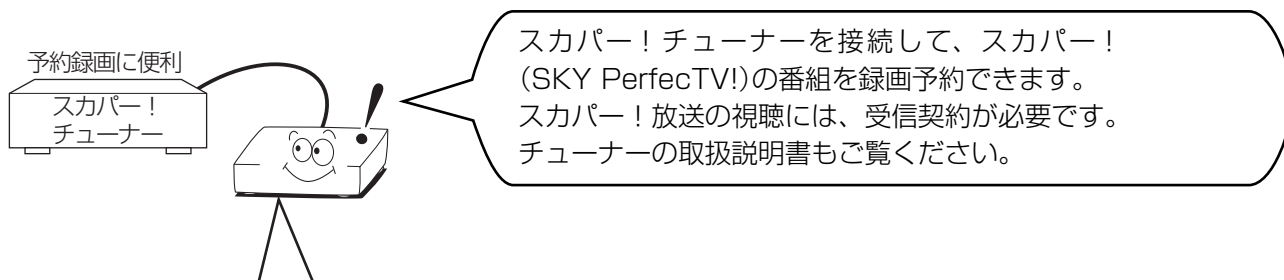 予約録画に便利
スカパー！
チューナー
スカパー！チューナーを接続して、スカパー！
（SKY PerfecTV!）の番組を録画予約できます。
スカパー！放送の視聴には、受信契約が必要です。
チューナーの取扱説明書もご覧ください。